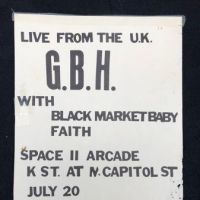 LIVE FROM THE U.K.
G.B.H.
WITH
BLACK MARKET BABY
FAITH
SPACE II ARCADE
K ST. AT N. CAPITOL ST
JULY 20